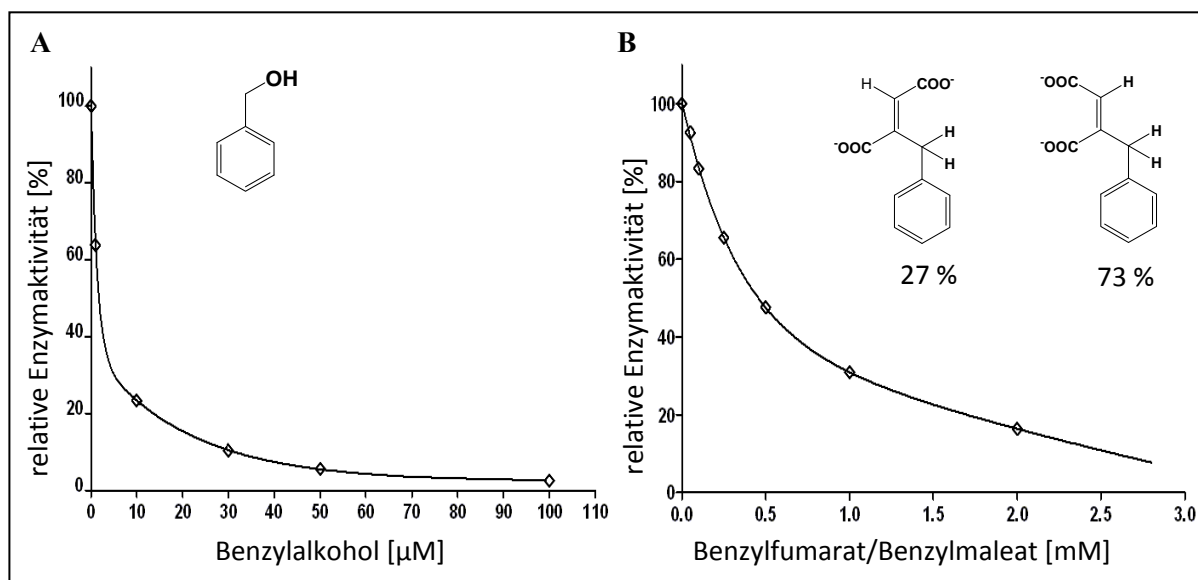 A
relative Enzymaktivität [%]
100
80
60
40
20
0
OH
0 10 20 30 40 50 60 70 80 90 100 110
Benzylalkohol [µM]
B
relative Enzymaktivität [%]
100
80
60
40
20
0
H COO-
-OOC H
H
27 %
-OOC H
-OOC H
H
73 %
0.0 0.5 1.0 1.5 2.0 2.5 3.0
Benzylfumarat/Benzylmaleat [mM]